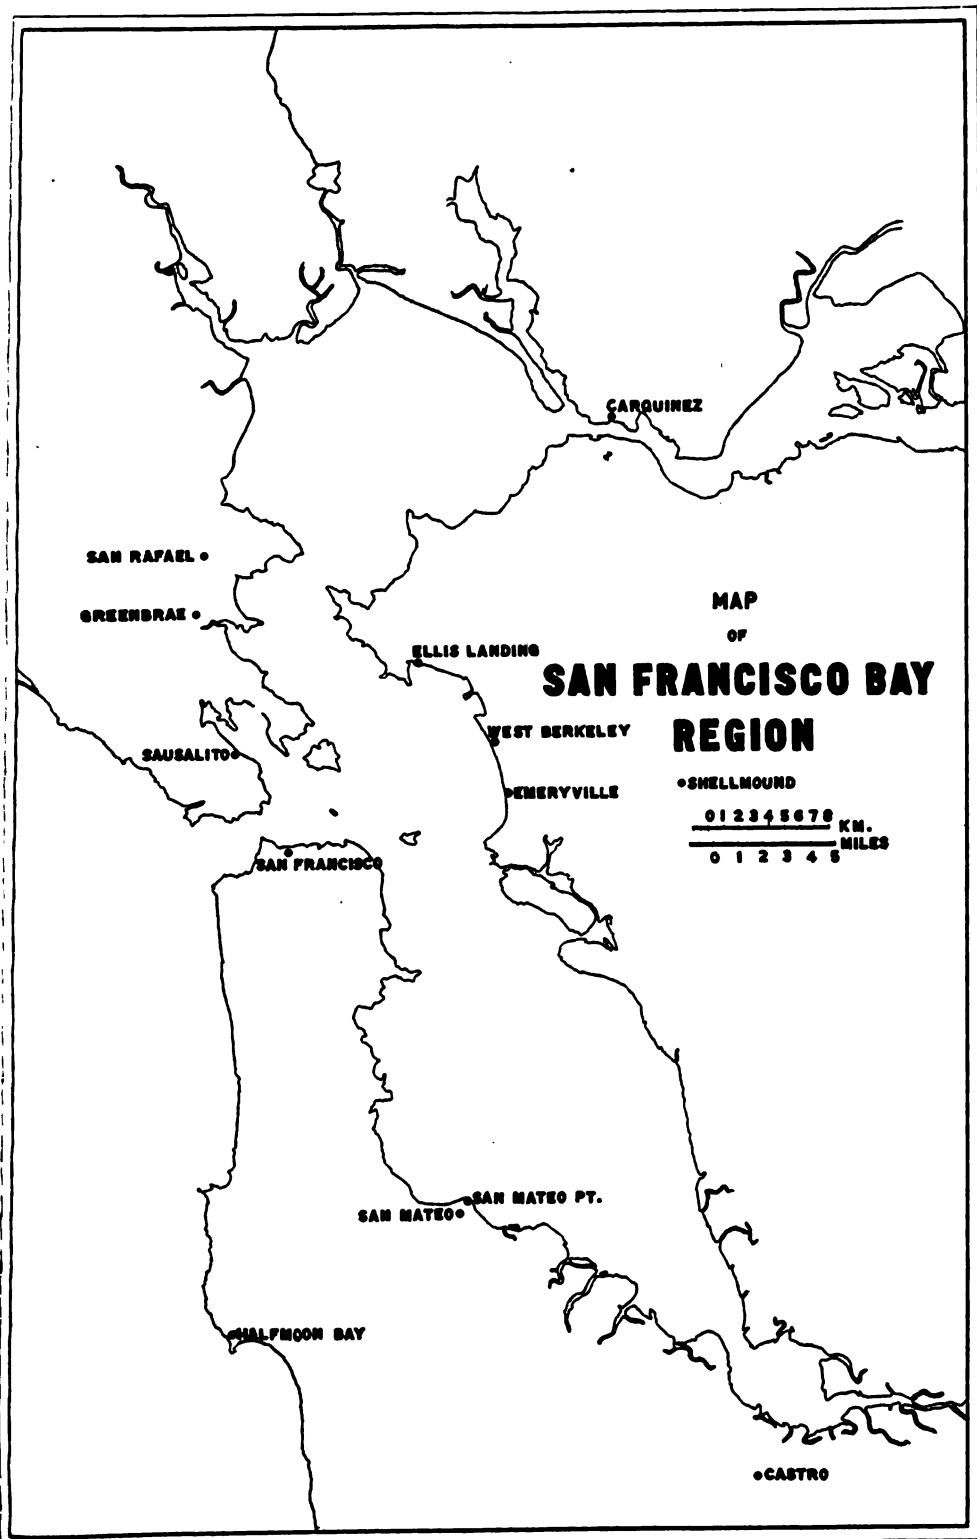 CARQUINEZ
SAN RAFAEL
GREENBRAE
MAP
OF
SAN FRANCISCO BAY
REGION
ELLIS LANDING
WEST BERKELEY
SAUSALITO
SHELLMOUND
EMERYVILLE
0 1 2 3 4 5 6 7 8
KM.
MILES
0 1 2 3 4 5
SAN FRANCISCO
SAN MATEO PT.
SAN MATEO
HALFMOON BAY
CASTRO